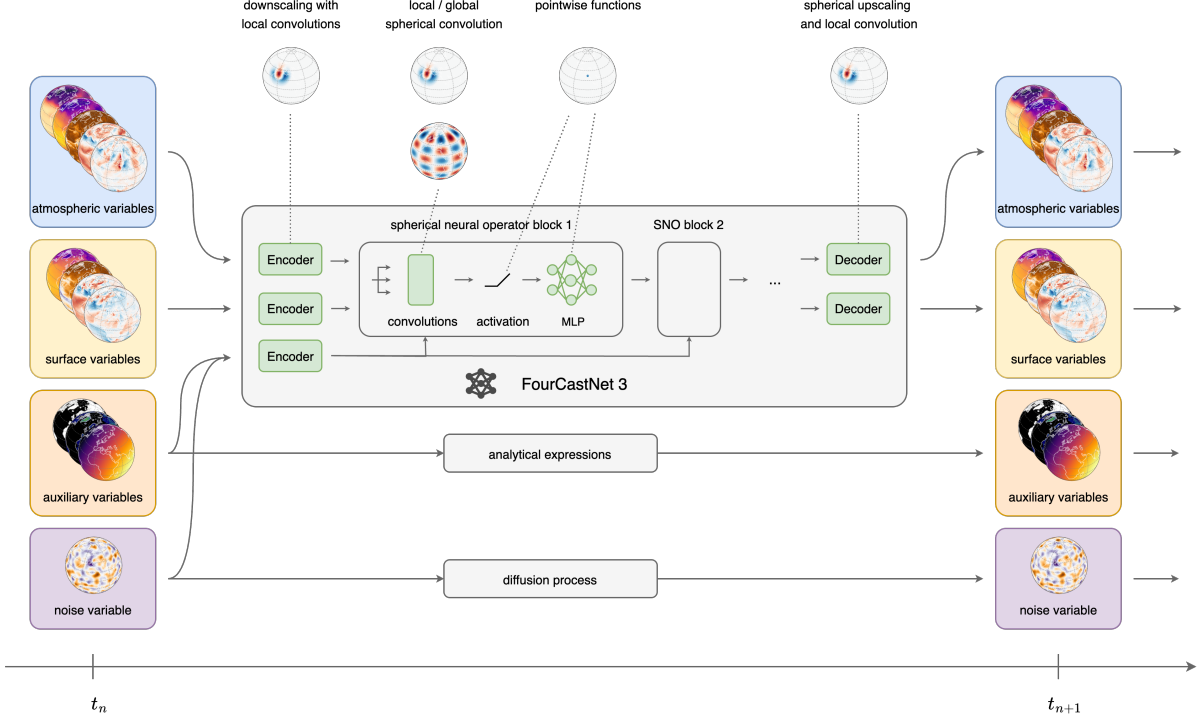 downscaling with
local convolutions
local / global
spherical convolution
pointwise functions
spherical upscaling
and local convolution
atmospheric variables
surface variables
auxiliary variables
noise variable
spherical neural operator block 1
SNO block 2
Encoder
Encoder
Encoder
convolutions
activation
MLP
...
Decoder
Decoder
FourCastNet 3
analytical expressions
diffusion process
atmospheric variables
surface variables
auxiliary variables
noise variable
tₙ
tₙ₊₁